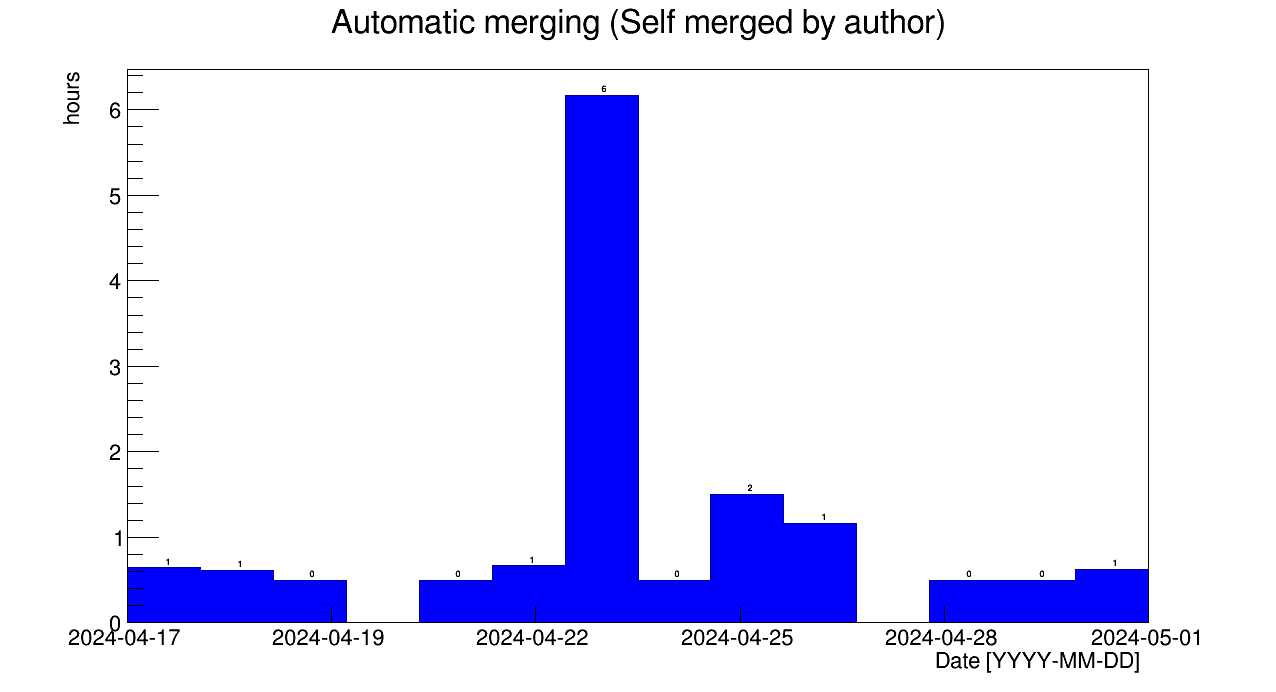 Automatic merging (Self merged by author)
hours
6
5
4
3
2
1
0
1 1 0 0 1 6 0 2 1 0 0 1
2024-04-17 2024-04-19 2024-04-22 2024-04-25 2024-04-28 2024-05-01
Date [YYYY-MM-DD]